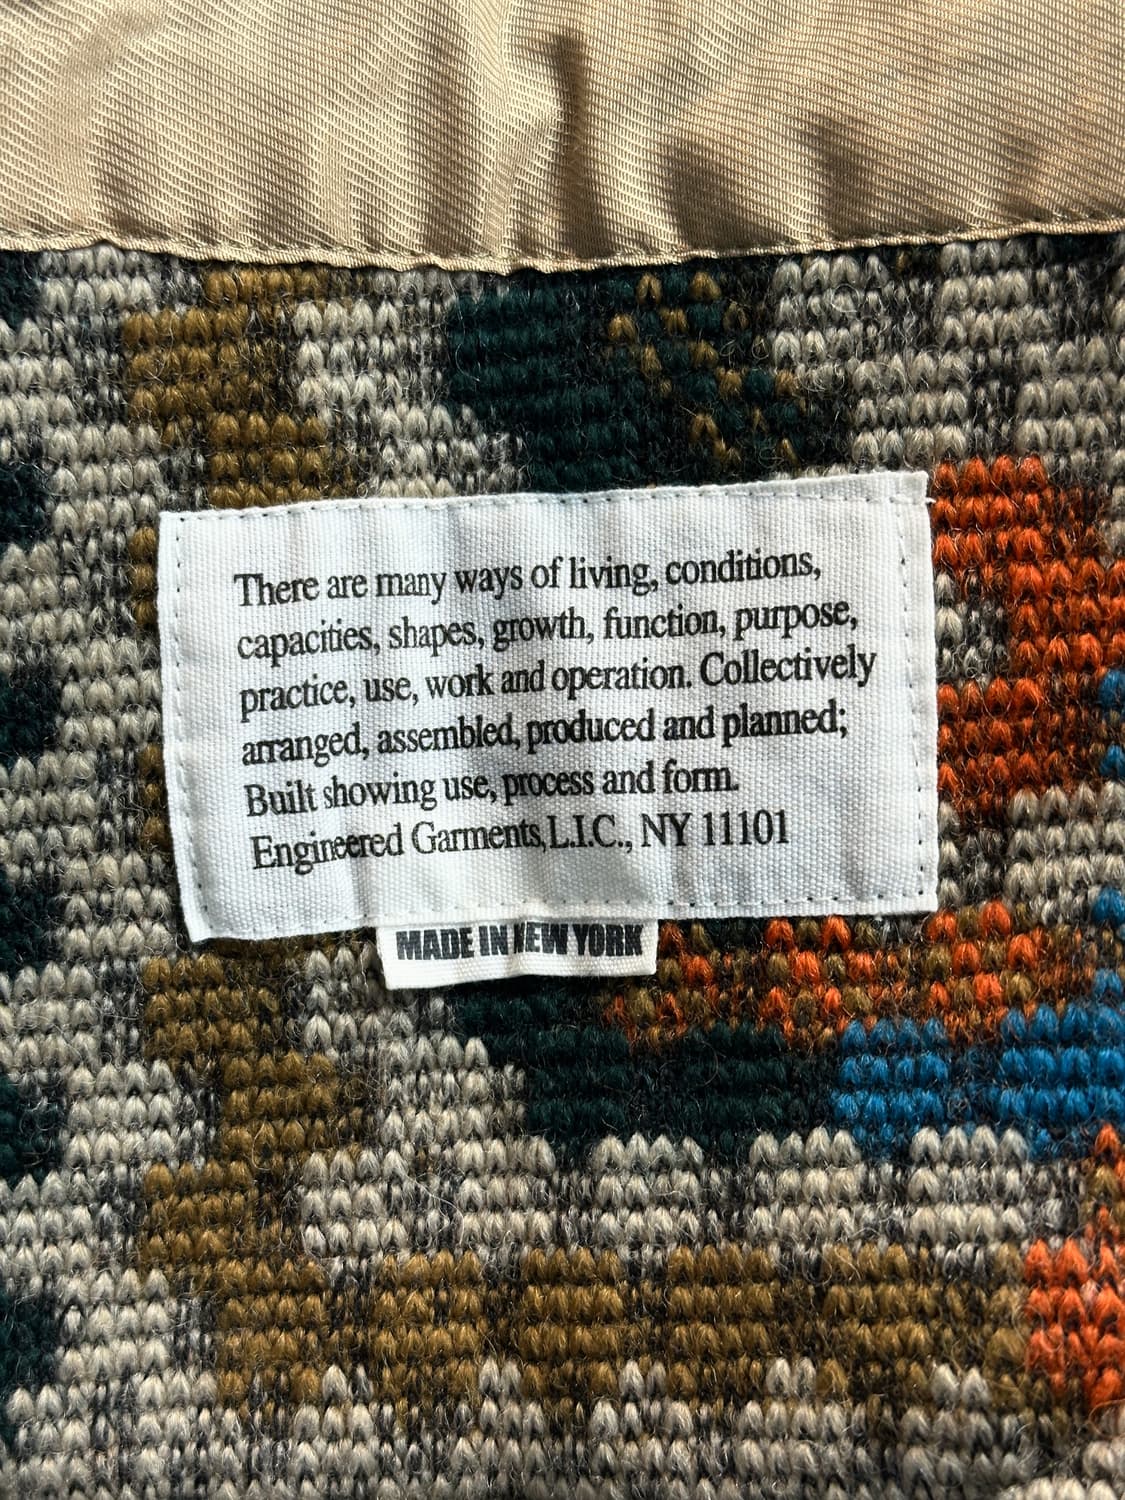 There are many ways of living, conditions,
capacities, shapes, growth, function, purpose,
practice, use, work and operation. Collectively
arranged, assembled, produced and planned;
Built showing use, process and form.
Engineered Garments, L.I.C., NY 11101
MADE IN NEW YORK